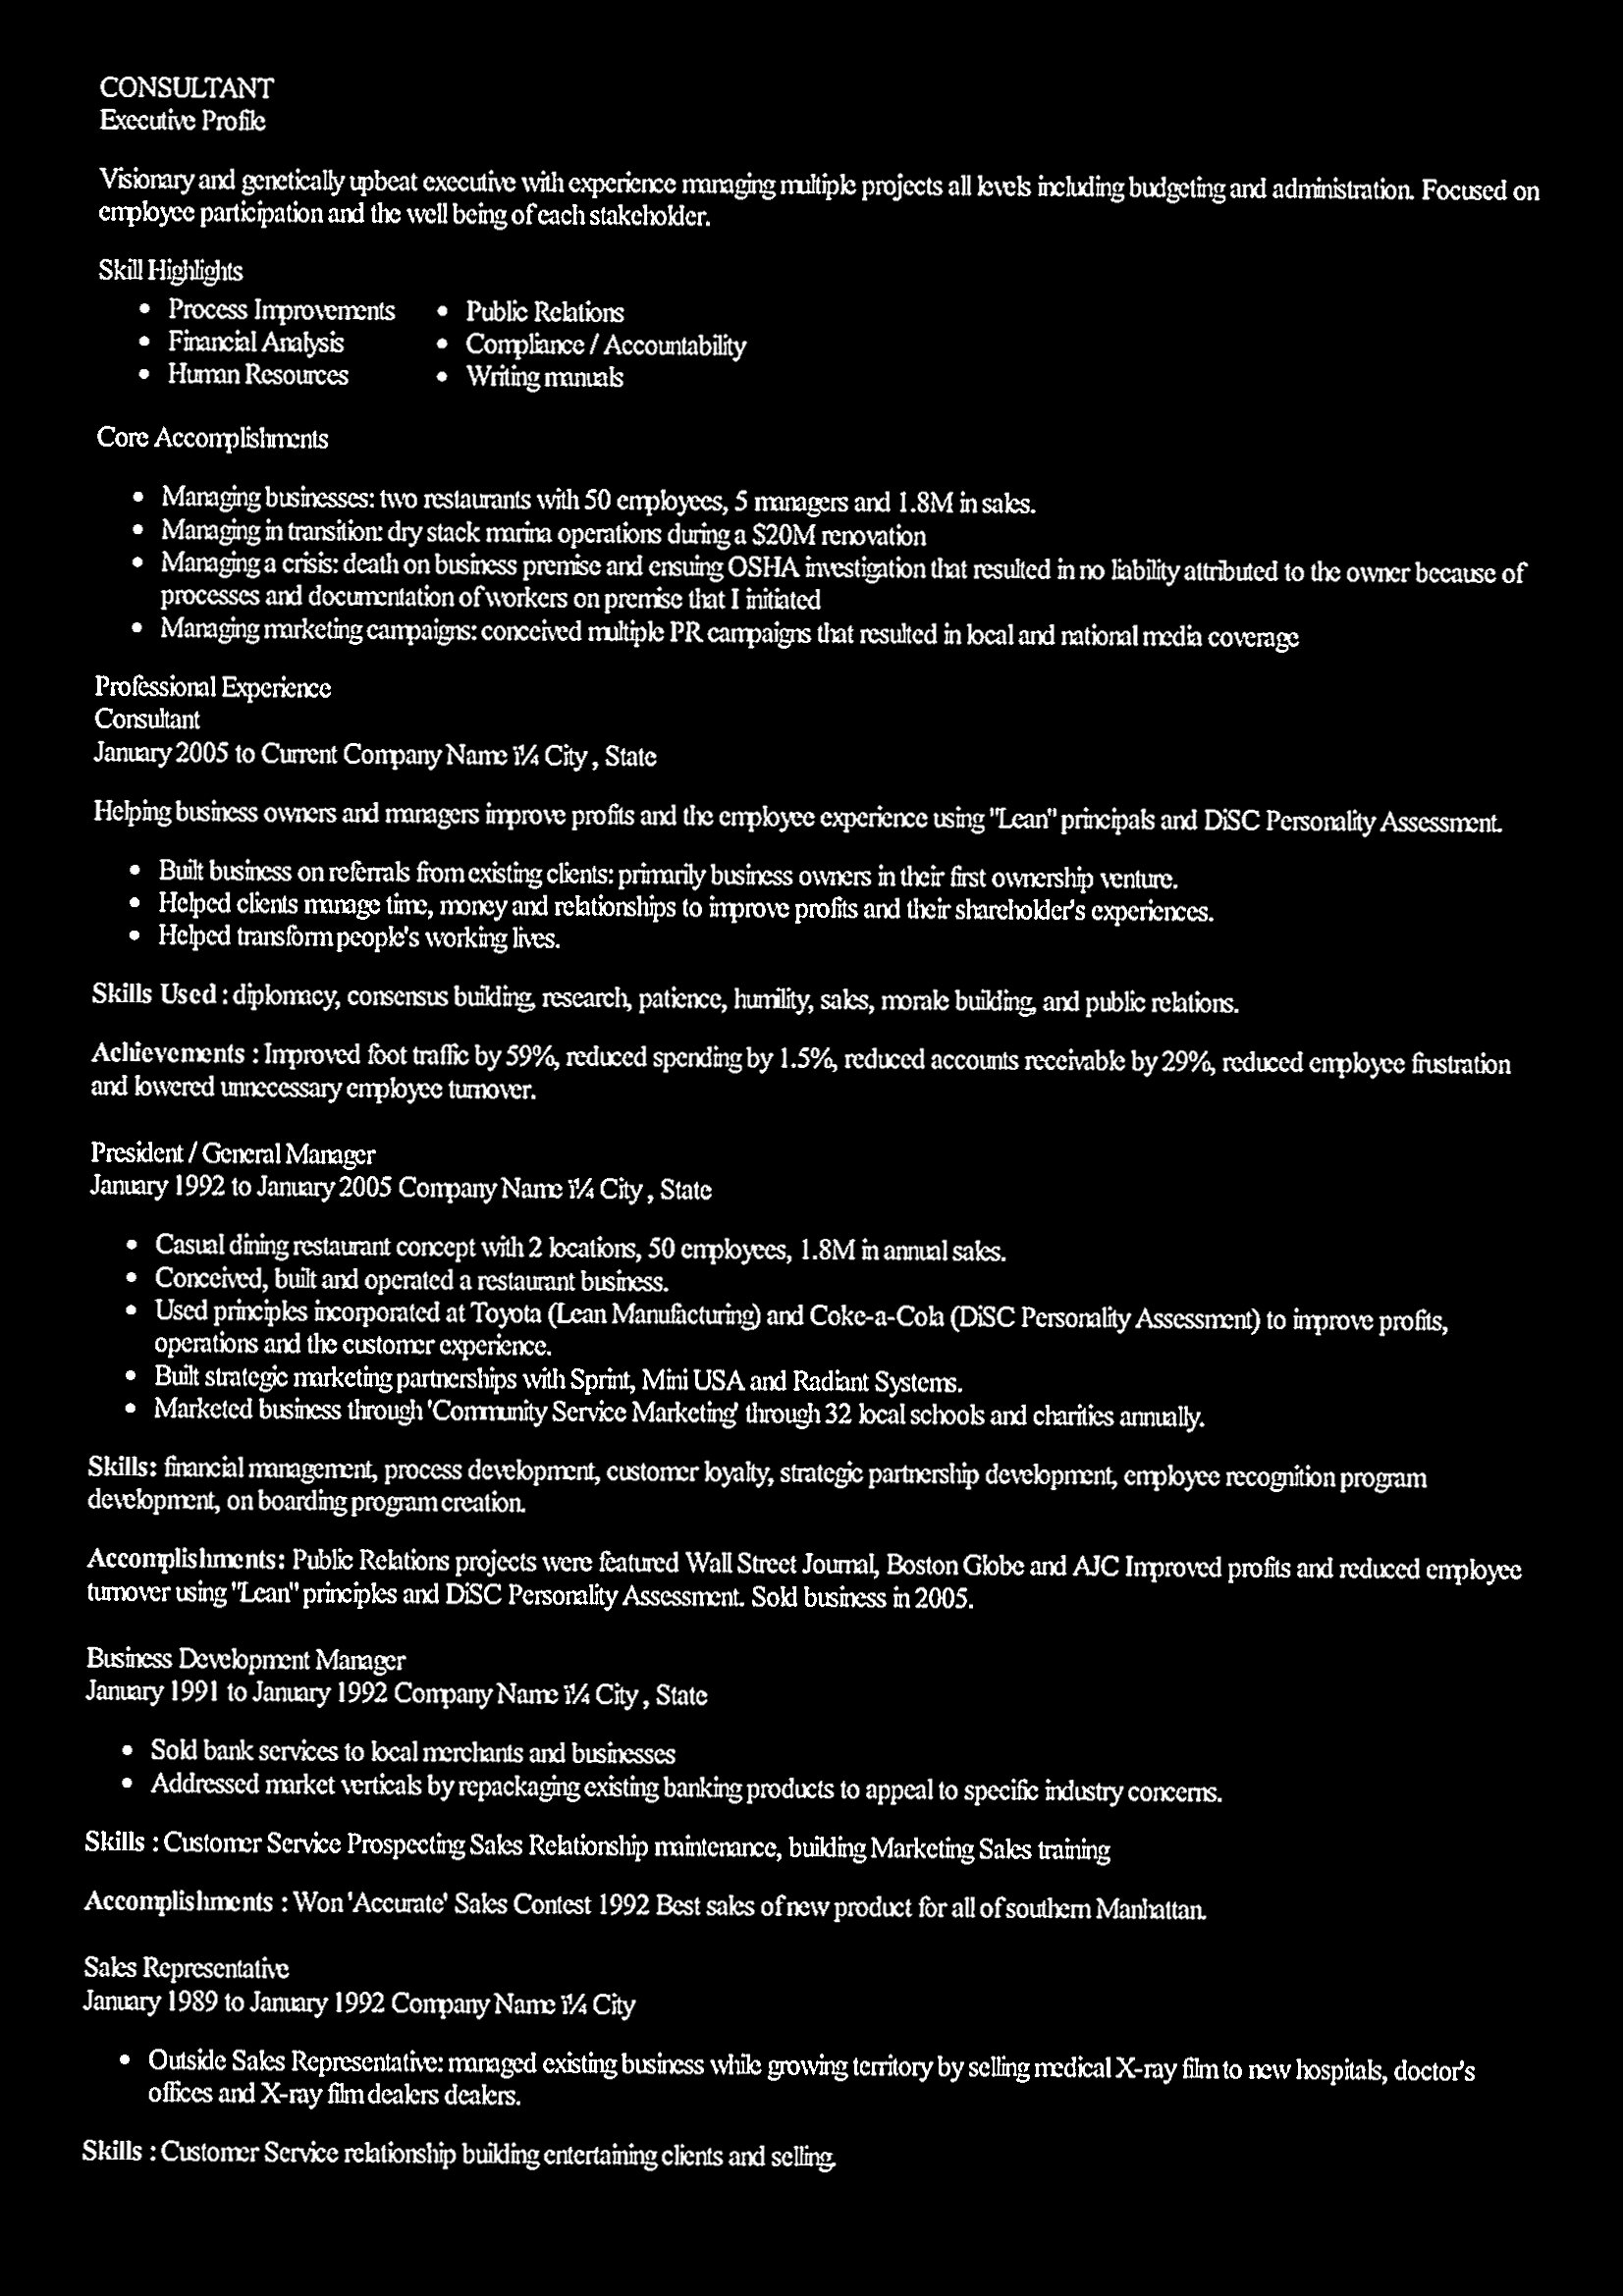 CONSULTANT
Executive Profile
Visionary and genetically upbeat executive with experience managing multiple projects all levels including budgeting and administration. Focused on
employee participation and the well being of each stakeholder.
Skill Highlights
• Process Improvements • Public Relations
• Financial Analysis • Compliance / Accountability
• Human Resources • Writing manuals
Core Accomplishments
• Managing businesses: two restaurants with 50 employees, 5 managers and 1.8M in sales.
• Managing in transition: dry stack marina operations during a $20M renovation
• Managing a crisis: death on business premise and ensuing OSHA investigation that resulted in no liability attributed to the owner because of
processes and documentation of workers on premise that I initiated
• Managing marketing campaigns: conceived multiple PR campaigns that resulted in local and national media coverage
Professional Experience
Consultant
January 2005 to Current Company Name ï¼ City , State
Helping business owners and managers improve profits and the employee experience using "Lean" principals and DiSC Personality Assessment.
• Built business on referrals from existing clients: primarily business owners in their first ownership venture.
• Helped clients manage time, money and relationships to improve profits and their shareholder's experiences.
• Helped transform people's working lives.
Skills Used : diplomacy, consensus building, research, patience, humility, sales, morale building, and public relations.
Achievements : Improved foot traffic by 59%, reduced spending by 1.5%, reduced accounts receivable by 29%, reduced employee frustration
and lowered unnecessary employee turnover.
President / General Manager
January 1992 to January 2005 Company Name ï¼ City , State
• Casual dining restaurant concept with 2 locations, 50 employees, 1.8M in annual sales.
• Conceived, built and operated a restaurant business.
• Used principles incorporated at Toyota (Lean Manufacturing) and Coke-a-Cola (DiSC Personality Assessment) to improve profits,
operations and the customer experience.
• Built strategic marketing partnerships with Sprint, Mini USA and Radiant Systems.
• Marketed business through 'Community Service Marketing' through 32 local schools and charities annually.
Skills: financial management, process development, customer loyalty, strategic partnership development, employee recognition program
development, on boarding program creation.
Accomplishments: Public Relations projects were featured Wall Street Journal, Boston Globe and AJC Improved profits and reduced employee
turnover using "Lean" principles and DiSC Personality Assessment. Sold business in 2005.
Business Development Manager
January 1991 to January 1992 Company Name ï¼ City , State
• Sold bank services to local merchants and businesses
• Addressed market verticals by repackaging existing banking products to appeal to specific industry concerns.
Skills : Customer Service Prospecting Sales Relationship maintenance, building Marketing Sales training
Accomplishments : Won 'Accurate' Sales Contest 1992 Best sales of new product for all of southern Manhattan.
Sales Representative
January 1989 to January 1992 Company Name ï¼ City
• Outside Sales Representative: managed existing business while growing territory by selling medical X-ray film to new hospitals, doctor's
offices and X-ray film dealers dealers.
Skills : Customer Service relationship building entertaining clients and selling.